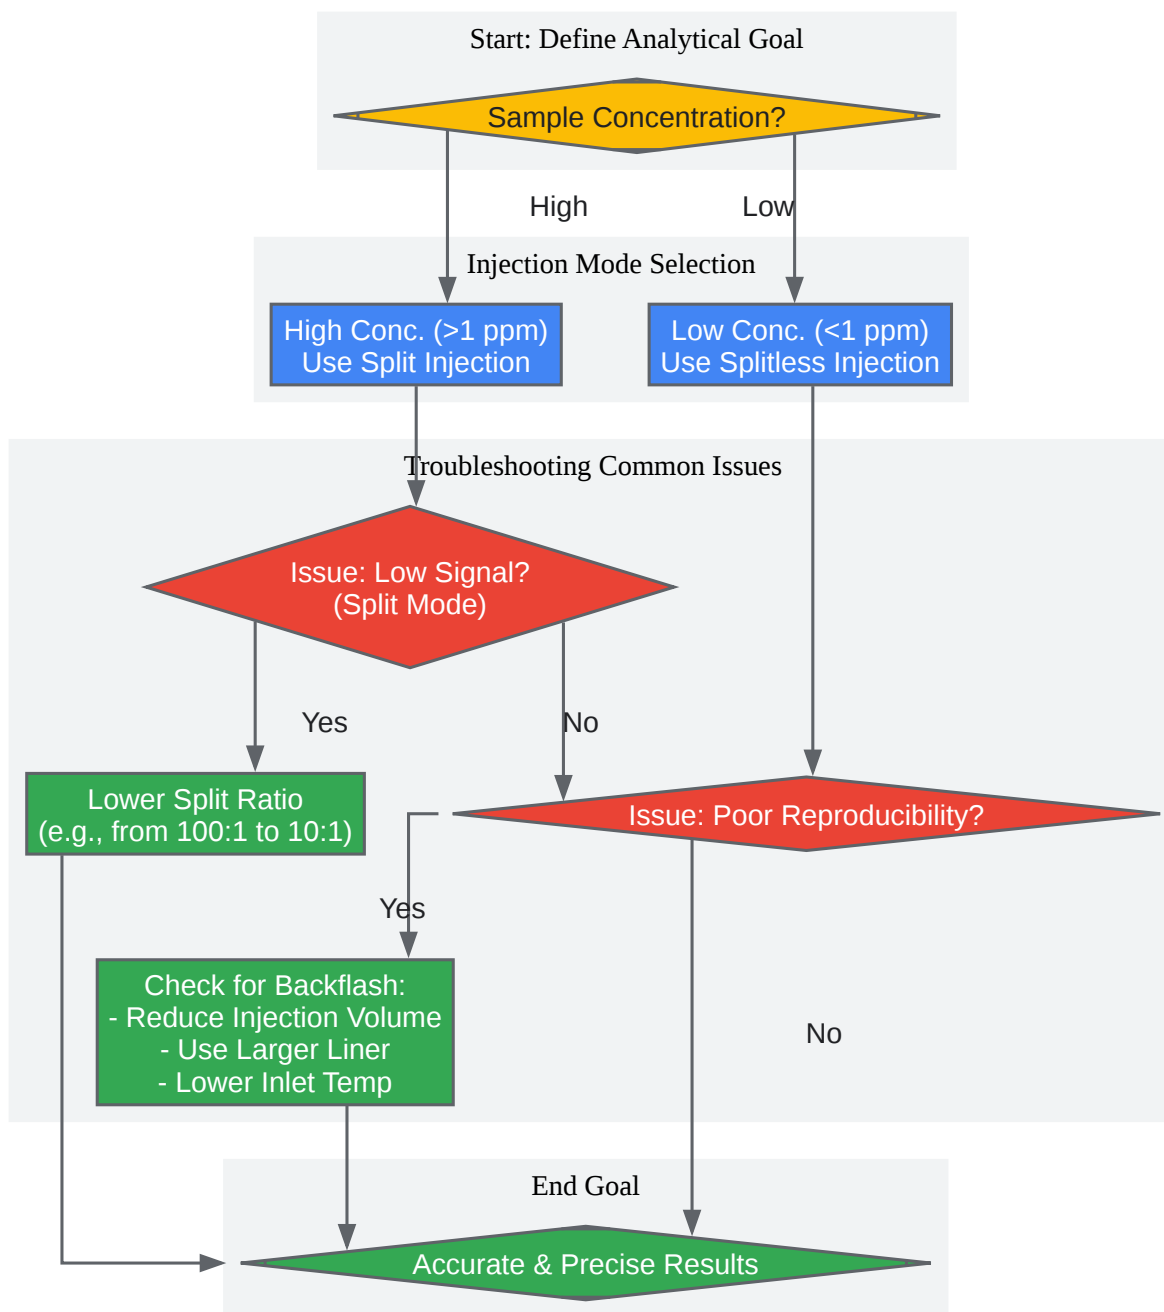 Start: Define Analytical Goal
Sample Concentration?
High
Low
Injection Mode Selection
High Conc. (>1 ppm)
Use Split Injection
Low Conc. (<1 ppm)
Use Splitless Injection
Troubleshooting Common Issues
Issue: Low Signal?
(Split Mode)
Yes
No
Lower Split Ratio
(e.g., from 100:1 to 10:1)
Issue: Poor Reproducibility?
Yes
Check for Backflash:
- Reduce Injection Volume
- Use Larger Liner
- Lower Inlet Temp
No
End Goal
Accurate & Precise Results